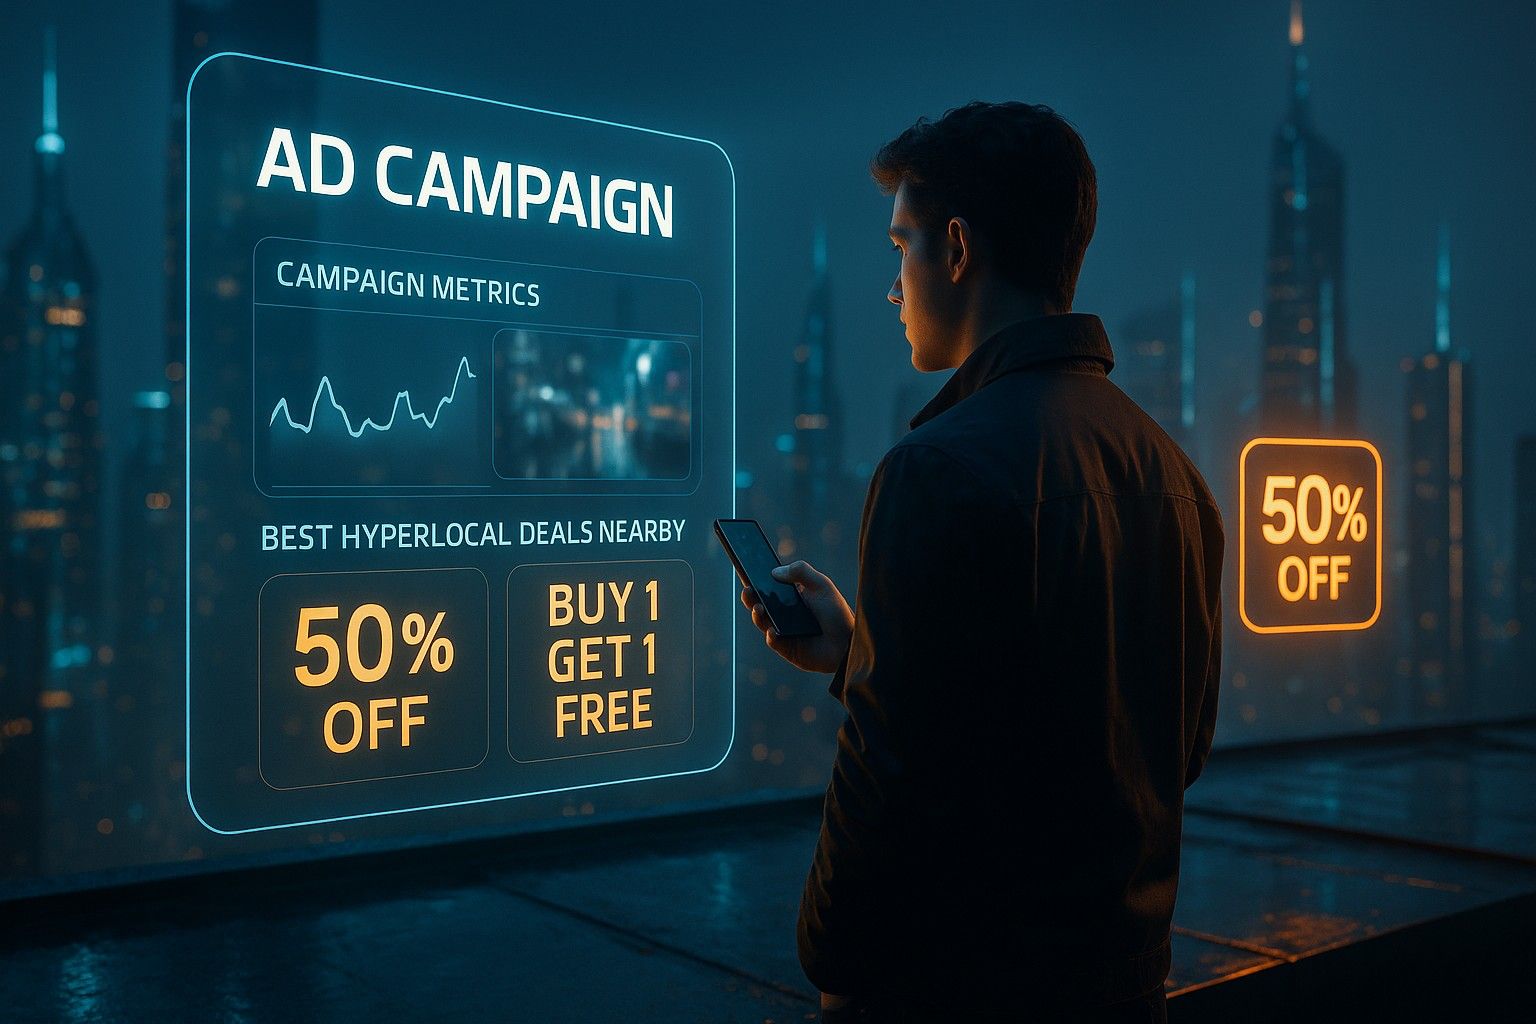 AD CAMPAIGN
CAMPAIGN METRICS
BEST HYPERLOCAL DEALS NEARBY
50%
OFF
BUY 1
GET 1
FREE
50%
OFF